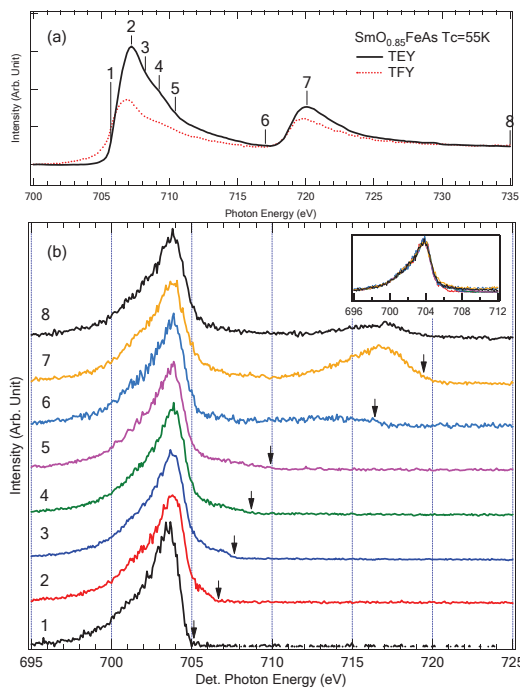 (a)
SmO0.85FeAs Tc=55K
TEY
TFY
1
2
3
4
5
6
7
8
Intensity (Arb. Unit)
700 705 710 715 720 725 730 735
Photon Energy (eV)
(b)
696 700 704 708 712
8
7
6
5
4
3
2
1
Intensity (Arb. Unit)
695 700 705 710 715 720 725
Det. Photon Energy (eV)